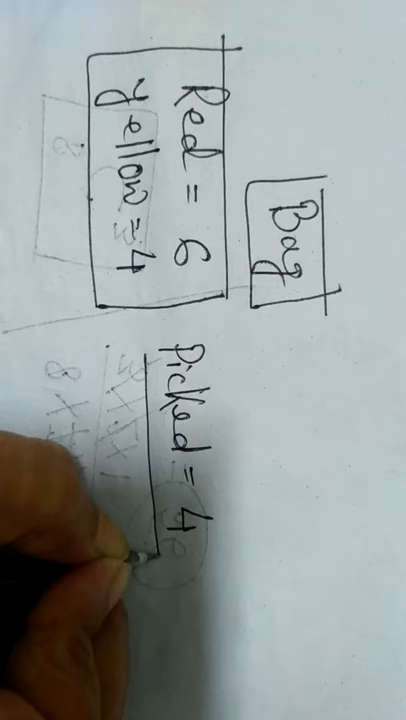 Bag
Red = 6
Yellow = 4
Picked = 4